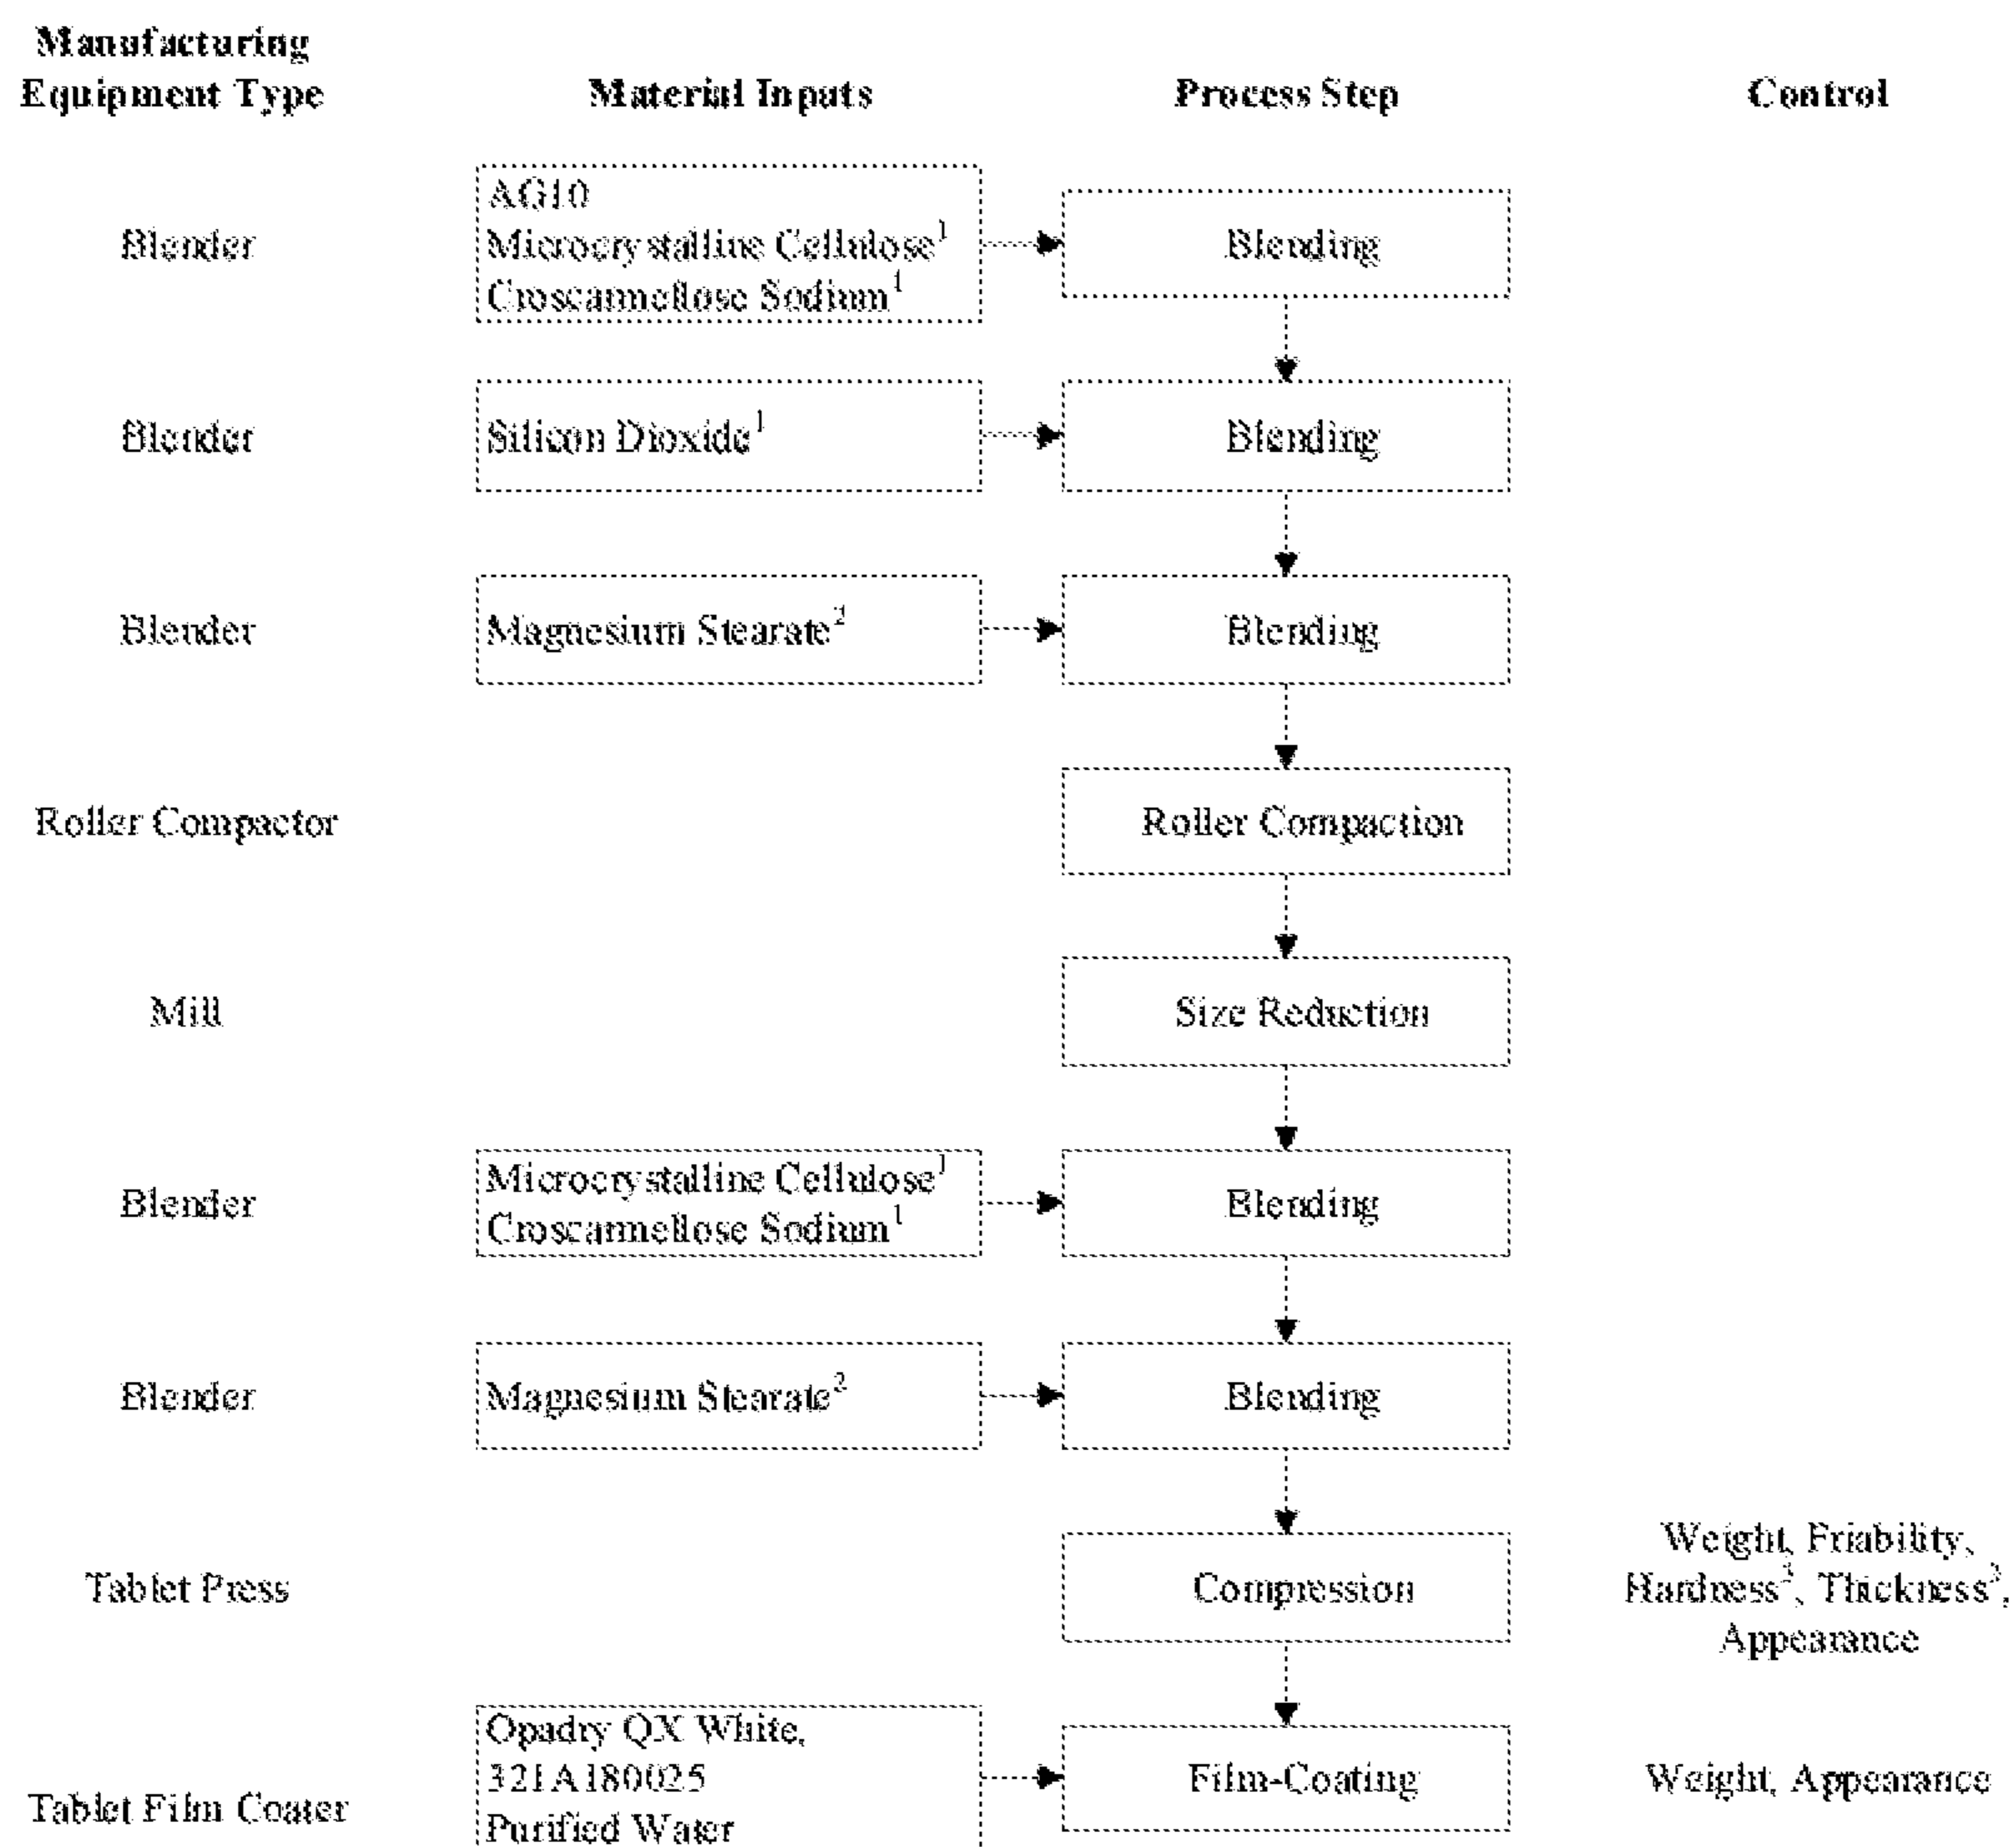 Manufacturing
Equipment Type
Material Inputs
Process Step
Control
Blender
AG10
Microcrystalline Cellulose¹
Croscarmellose Sodium¹
Blending
Blender
Silicon Dioxide¹
Blending
Blender
Magnesium Stearate²
Blending
Roller Compactor
Roller Compaction
Mill
Size Reduction
Blender
Microcrystalline Cellulose¹
Croscarmellose Sodium¹
Blending
Blender
Magnesium Stearate²
Blending
Tablet Press
Compression
Weight, Friability,
Hardness³, Thickness³,
Appearance
Tablet Film Coater
Opadry QX White,
321A180025
Purified Water
Film-Coating
Weight, Appearance